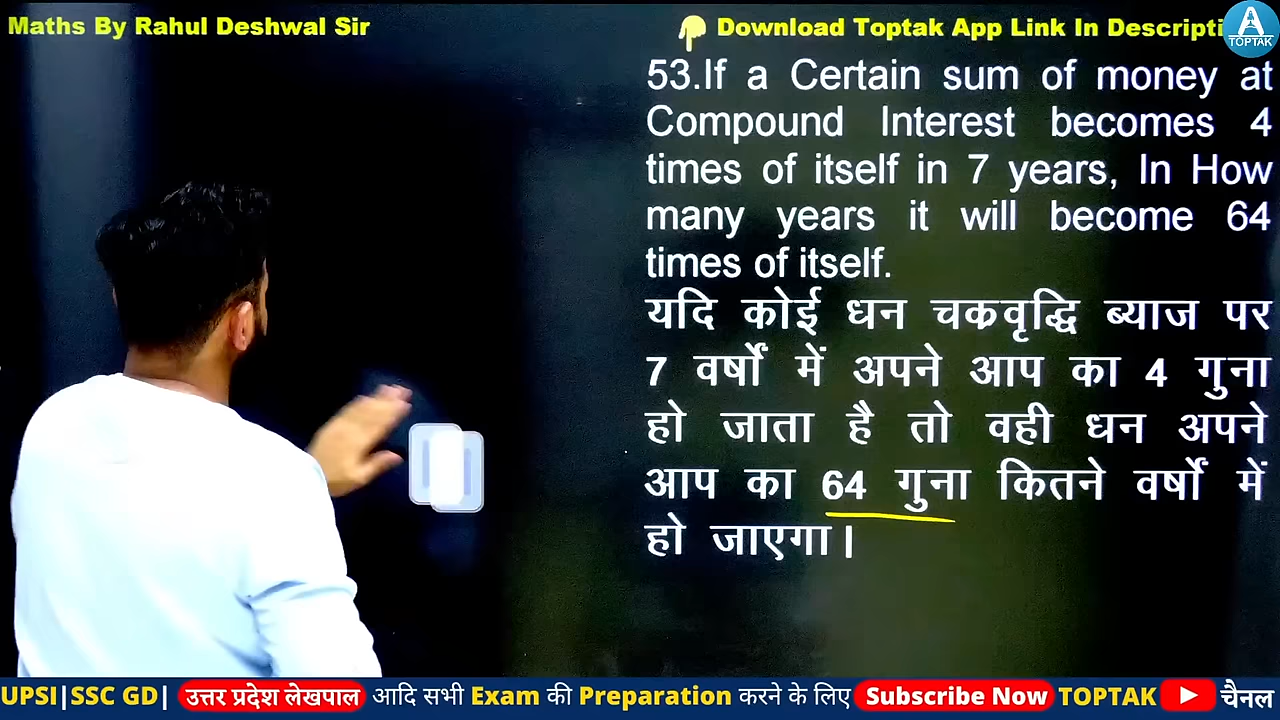 Maths By Rahul Deshwal Sir
Download Toptak App Link In Descripti
TOPTAK
53.If a Certain sum of money at
Compound Interest becomes 4
times of itself in 7 years, In How
many years it will become 64
times of itself.
यदि कोई धन चक्रवृद्धि ब्याज पर
7 वर्षों में अपने आप का 4 गुना
हो जाता है तो वही धन अपने
आप का 64 गुना कितने वर्षों में
हो जाएगा।
UPSI|SSC GD| उत्तर प्रदेश लेखपाल आदि सभी Exam की Preparation करने के लिए Subscribe Now TOPTAK चैनल